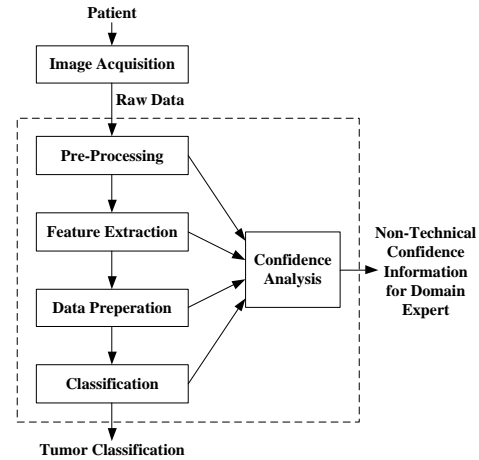 Patient
Image Acquisition
Raw Data
Pre-Processing
Feature Extraction
Data Preperation
Classification
Confidence
Analysis
Non-Technical
Confidence
Information
for Domain
Expert
Tumor Classification